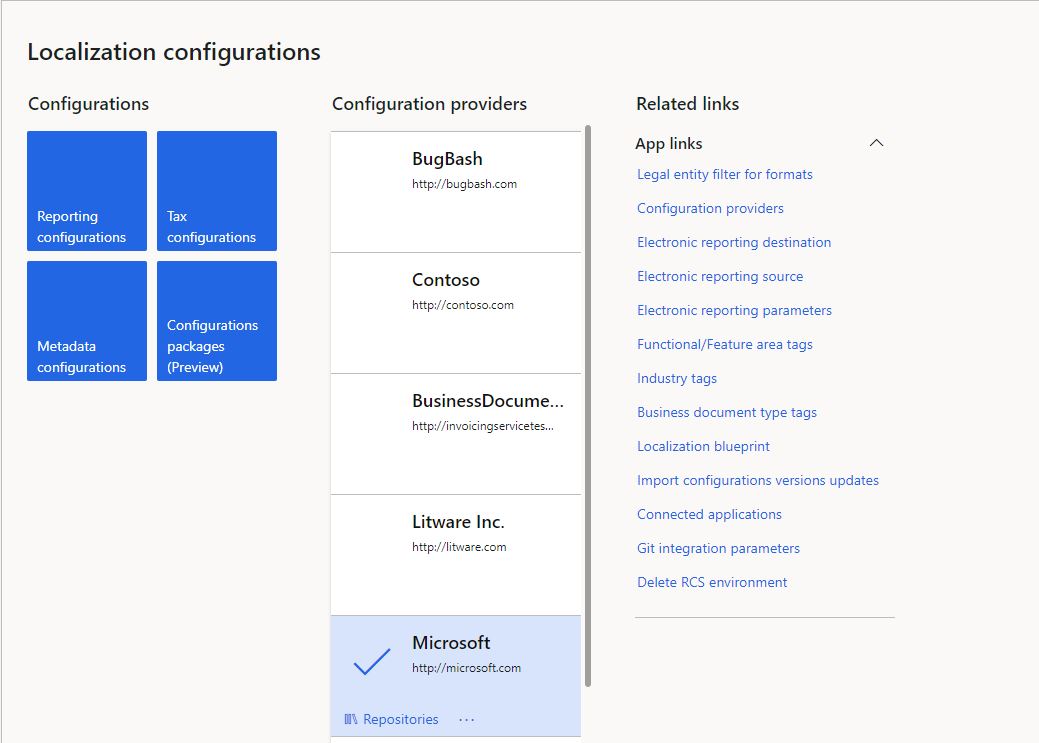 Localization configurations
Configurations
Reporting
configurations
Tax
configurations
Metadata
configurations
Configurations
packages
(Preview)
Configuration providers
BugBash
http://bugbash.com
Contoso
http://contoso.com
BusinessDocume...
http://invoicingservicetes...
Litware Inc.
http://litware.com
Microsoft
http://microsoft.com
Repositories ...
Related links
App links
Legal entity filter for formats
Configuration providers
Electronic reporting destination
Electronic reporting source
Electronic reporting parameters
Functional/Feature area tags
Industry tags
Business document type tags
Localization blueprint
Import configurations versions updates
Connected applications
Git integration parameters
Delete RCS environment